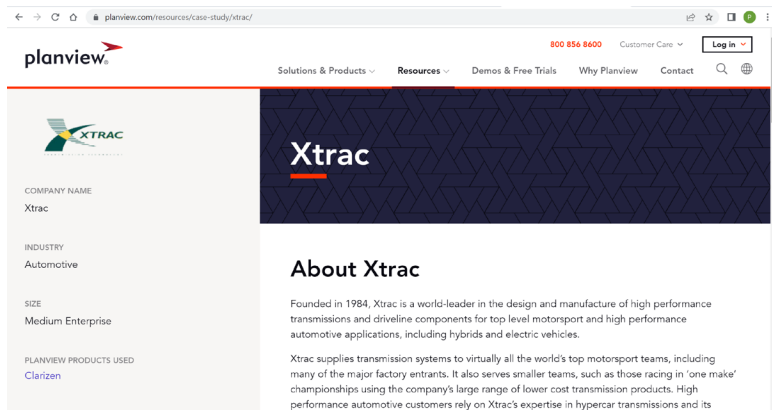 planview.com/resources/case-study/xtrac/
P
800 856 8600 Customer Care Log in
planview.
Solutions & Products Resources Demos & Free Trials Why Planview Contact
XTRAC
COMPANY NAME
Xtrac
INDUSTRY
Automotive
SIZE
Medium Enterprise
PLANVIEW PRODUCTS USED
Clarizen
Xtrac
About Xtrac
Founded in 1984, Xtrac is a world-leader in the design and manufacture of high performance
transmissions and driveline components for top level motorsport and high performance
automotive applications, including hybrids and electric vehicles.
Xtrac supplies transmission systems to virtually all the world's top motorsport teams, including
many of the major factory entrants. It also serves smaller teams, such as those racing in 'one make'
championships using the company's large range of lower cost transmission products. High
performance automotive customers rely on Xtrac's expertise in hypercar transmissions and its